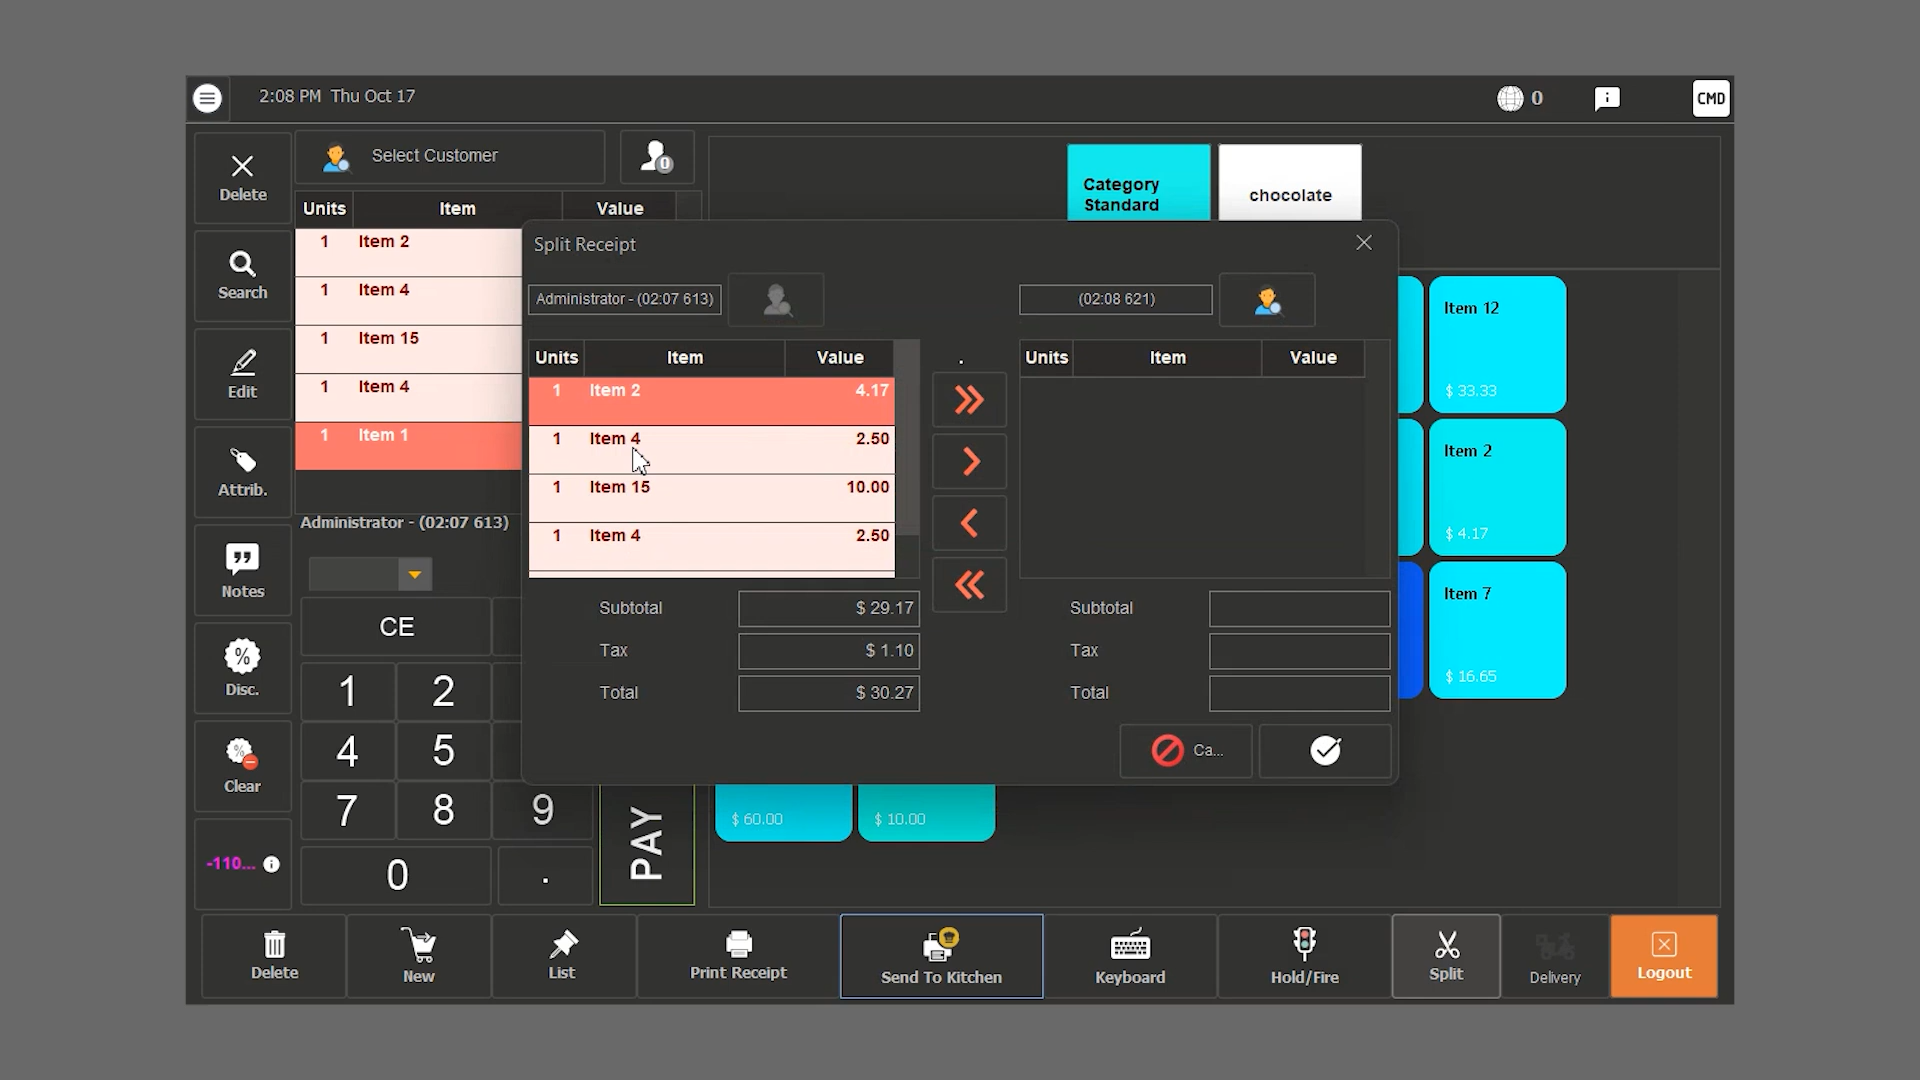 2:08 PM Thu Oct 17
0
CMD
Delete
Search
Edit
Attrib.
Notes
Disc.
Clear
-110...
Select Customer
0
Units Item Value
1 Item 2
1 Item 4
1 Item 15
1 Item 4
1 Item 1
Administrator - (02:07 613)
CE
1 2
4 5
7 8 9
0 .
PAY
Category
Standard
chocolate
Item 12
$ 33.33
Item 2
$ 4.17
Item 7
$ 16.65
$ 60.00
$ 10.00
Split Receipt
Administrator - (02:07 613)
(02:08 621)
Units Item Value
1 Item 2 4.17
1 Item 4 2.50
1 Item 15 10.00
1 Item 4 2.50
.
Units Item Value
Subtotal $ 29.17
Tax $ 1.10
Total $ 30.27
Subtotal
Tax
Total
Ca...
Delete
New
List
Print Receipt
Send To Kitchen
Keyboard
Hold/Fire
Split
Delivery
Logout